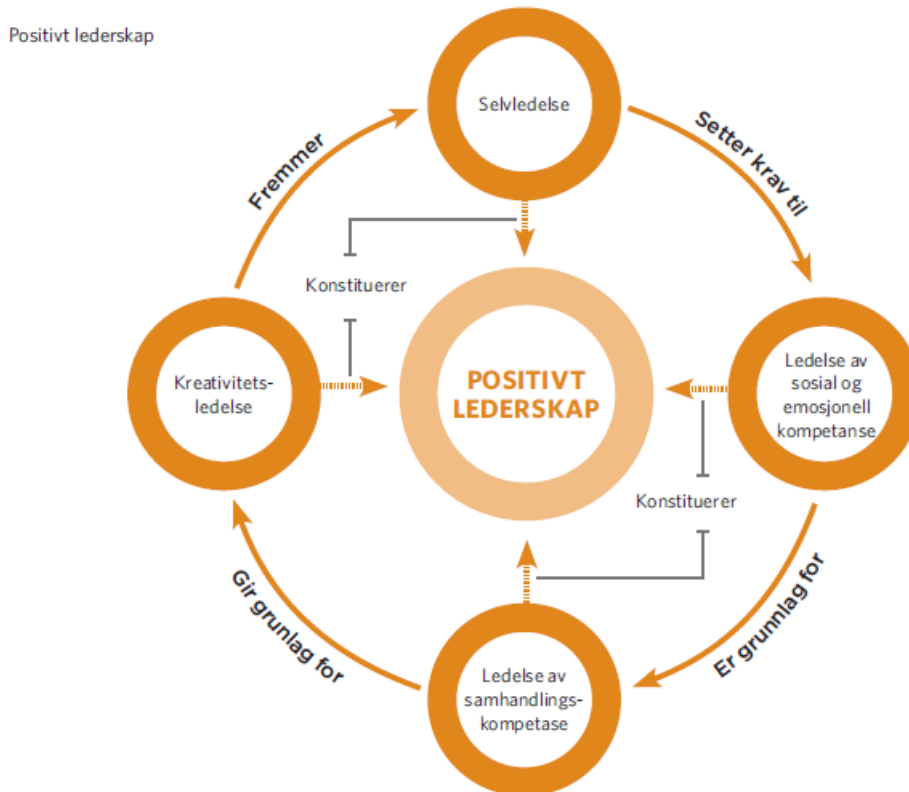 Positivt lederskap
Selvledelse
Fremmer
Setter krav til
Konstituerer
Kreativitets-
ledelse
POSITIVT
LEDERSKAP
Ledelse av
sosial og
emosjonell
kompetanse
Konstituerer
Gir grunlag for
Er grunnlag for
Ledelse av
samhandlings-
kompetase